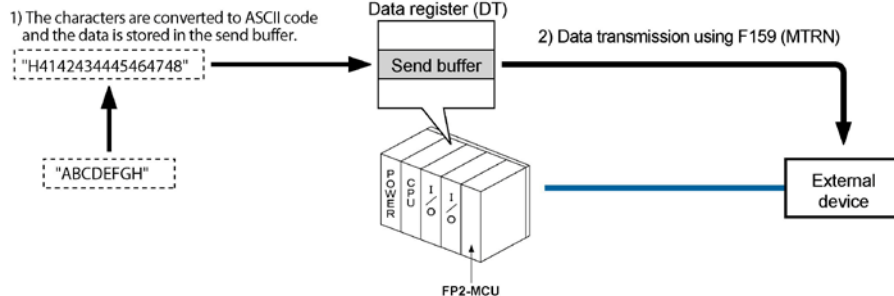 1) The characters are converted to ASCII code
and the data is stored in the send buffer.
Data register (DT)
2) Data transmission using F159 (MTRN)
"H4142434445464748"
Send buffer
"ABCDEFGH"
POWER
CPU
I/O
I/O
External
device
FP2-MCU